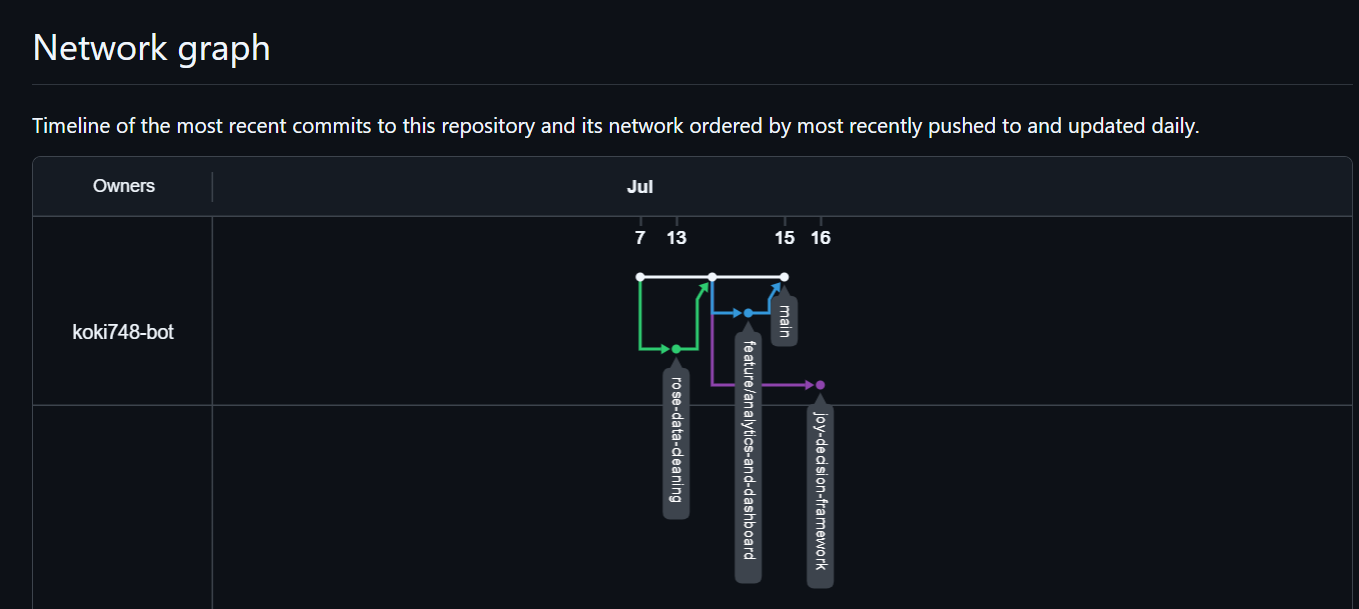 Network graph
Timeline of the most recent commits to this repository and its network ordered by most recently pushed to and updated daily.
Owners
Jul
7 13 15 16
koki748-bot
main
feature/analytics-and-dashboard
rose-data-cleaning
joy-decision-framework